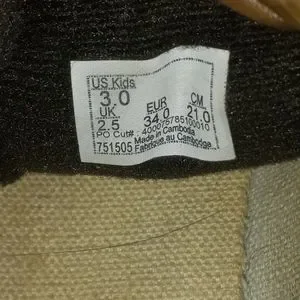 US Kids
3.0 EUR CM
UK 34.0 21.0
2.5
PO Cut#: 400075785100010
Made in Cambodia
751505 Fabriqué au Cambodge